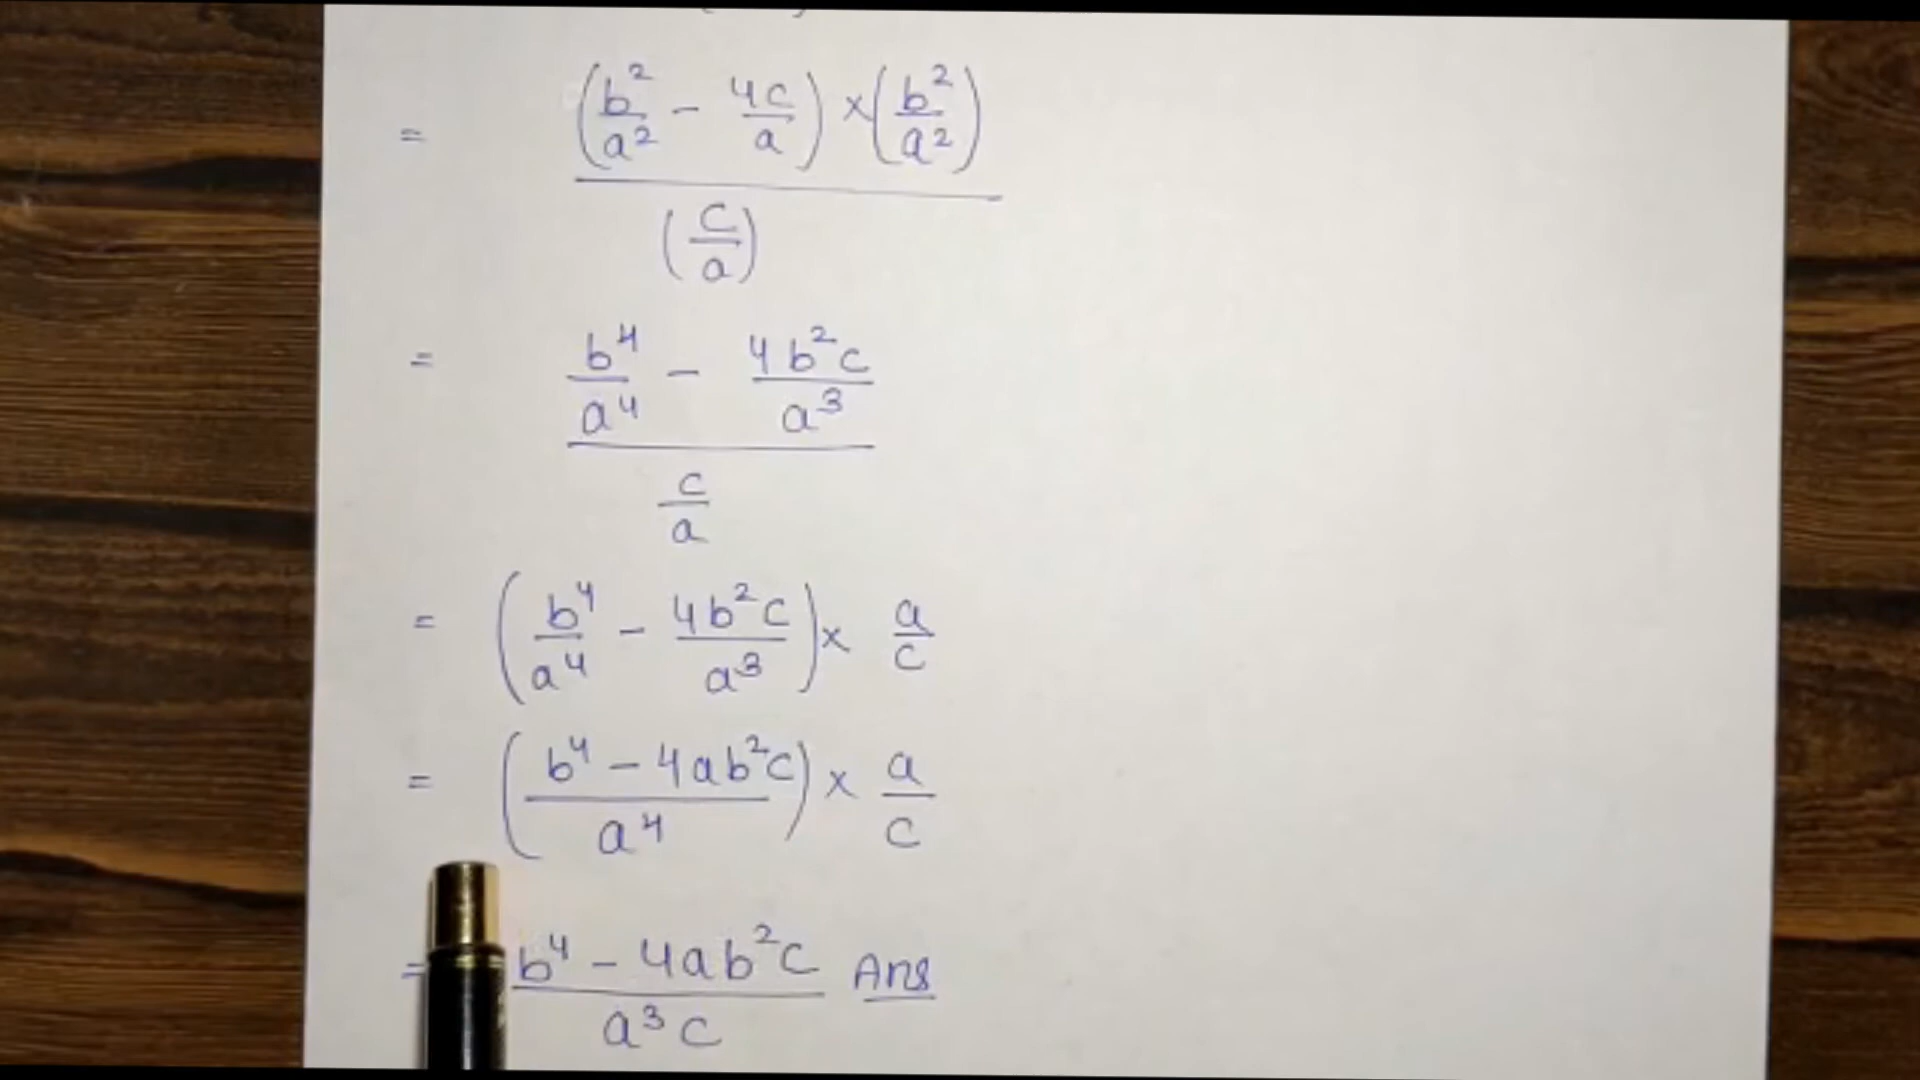 = ((b²/a² - 4c/a) × (b²/a²)) / (c/a)
= (b⁴/a⁴ - 4b²c/a³) / (c/a)
= (b⁴/a⁴ - 4b²c/a³) × a/c
= ((b⁴ - 4ab²c)/a⁴) × a/c
= (b⁴ - 4ab²c)/(a³c) Ans